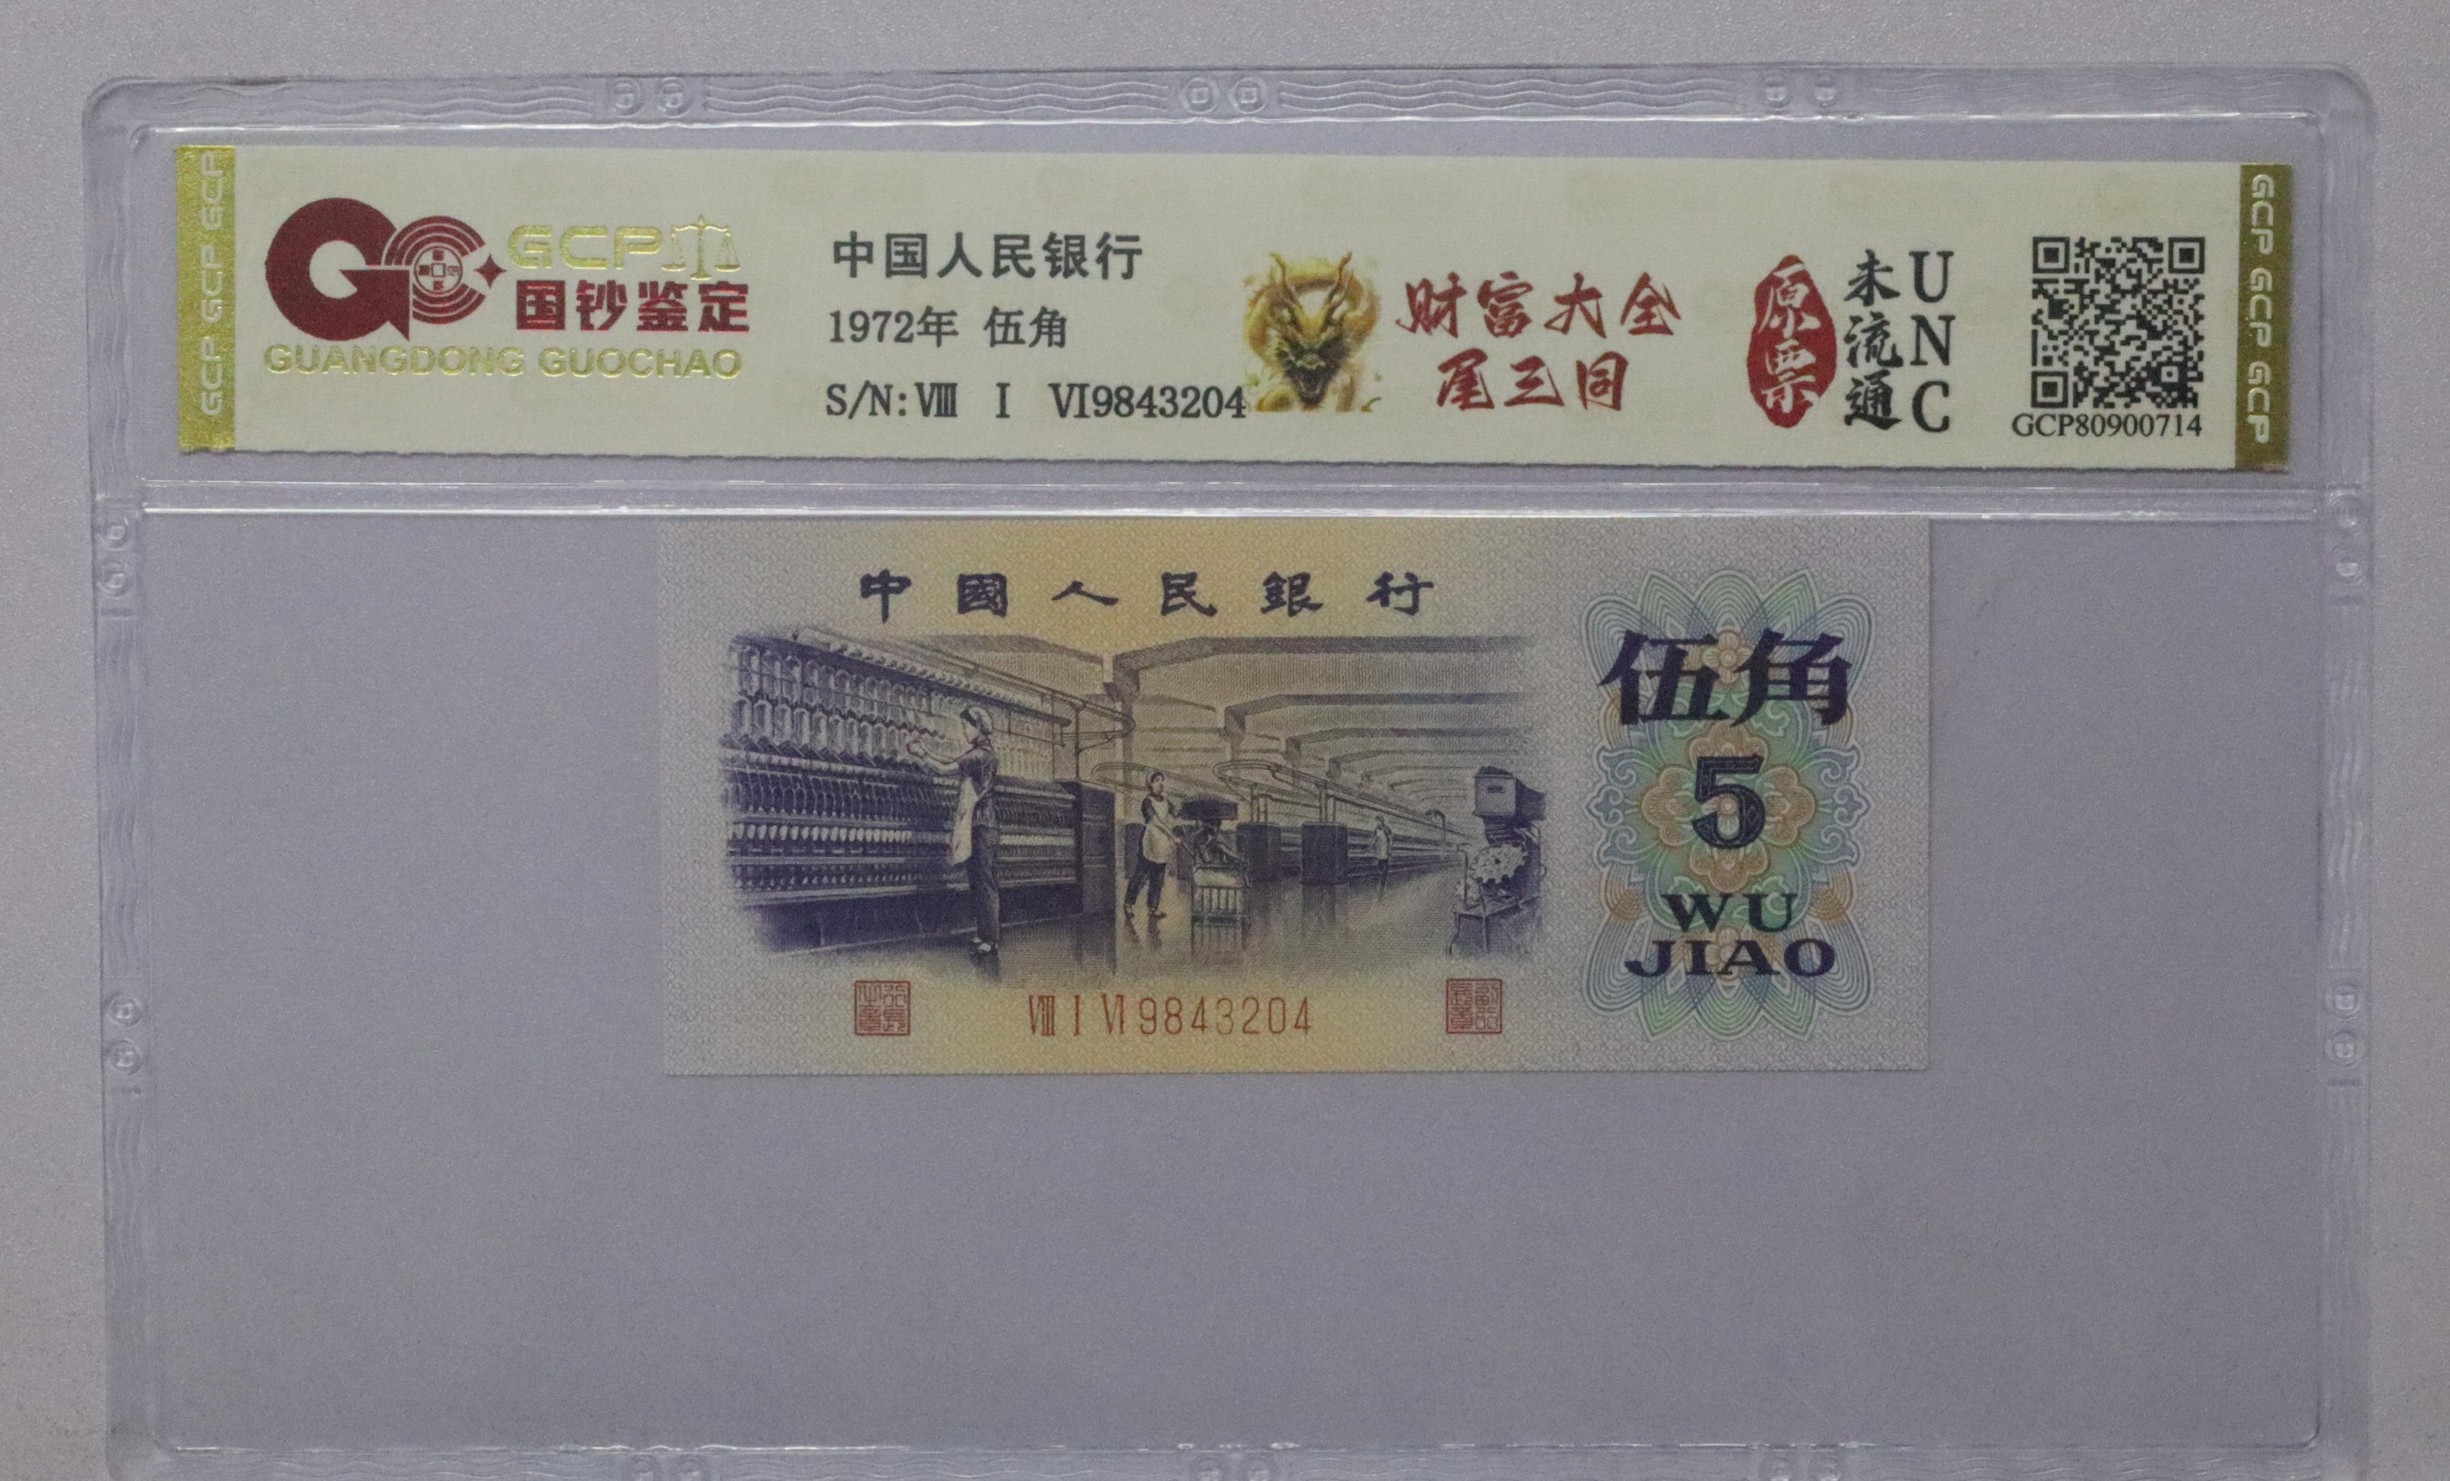 GCP GCP GCP
GCP
国钞鉴定
GUANGDONG GUOCHAO
中国人民银行
1972年 伍角
S/N:Ⅷ Ⅰ Ⅵ9843204
财富大全
尾三同
原票
未流通
UNC
GCP80900714
GCP GCP GCP
中國人民銀行
伍角
5
WU
JIAO
Ⅷ Ⅰ Ⅵ 9843204